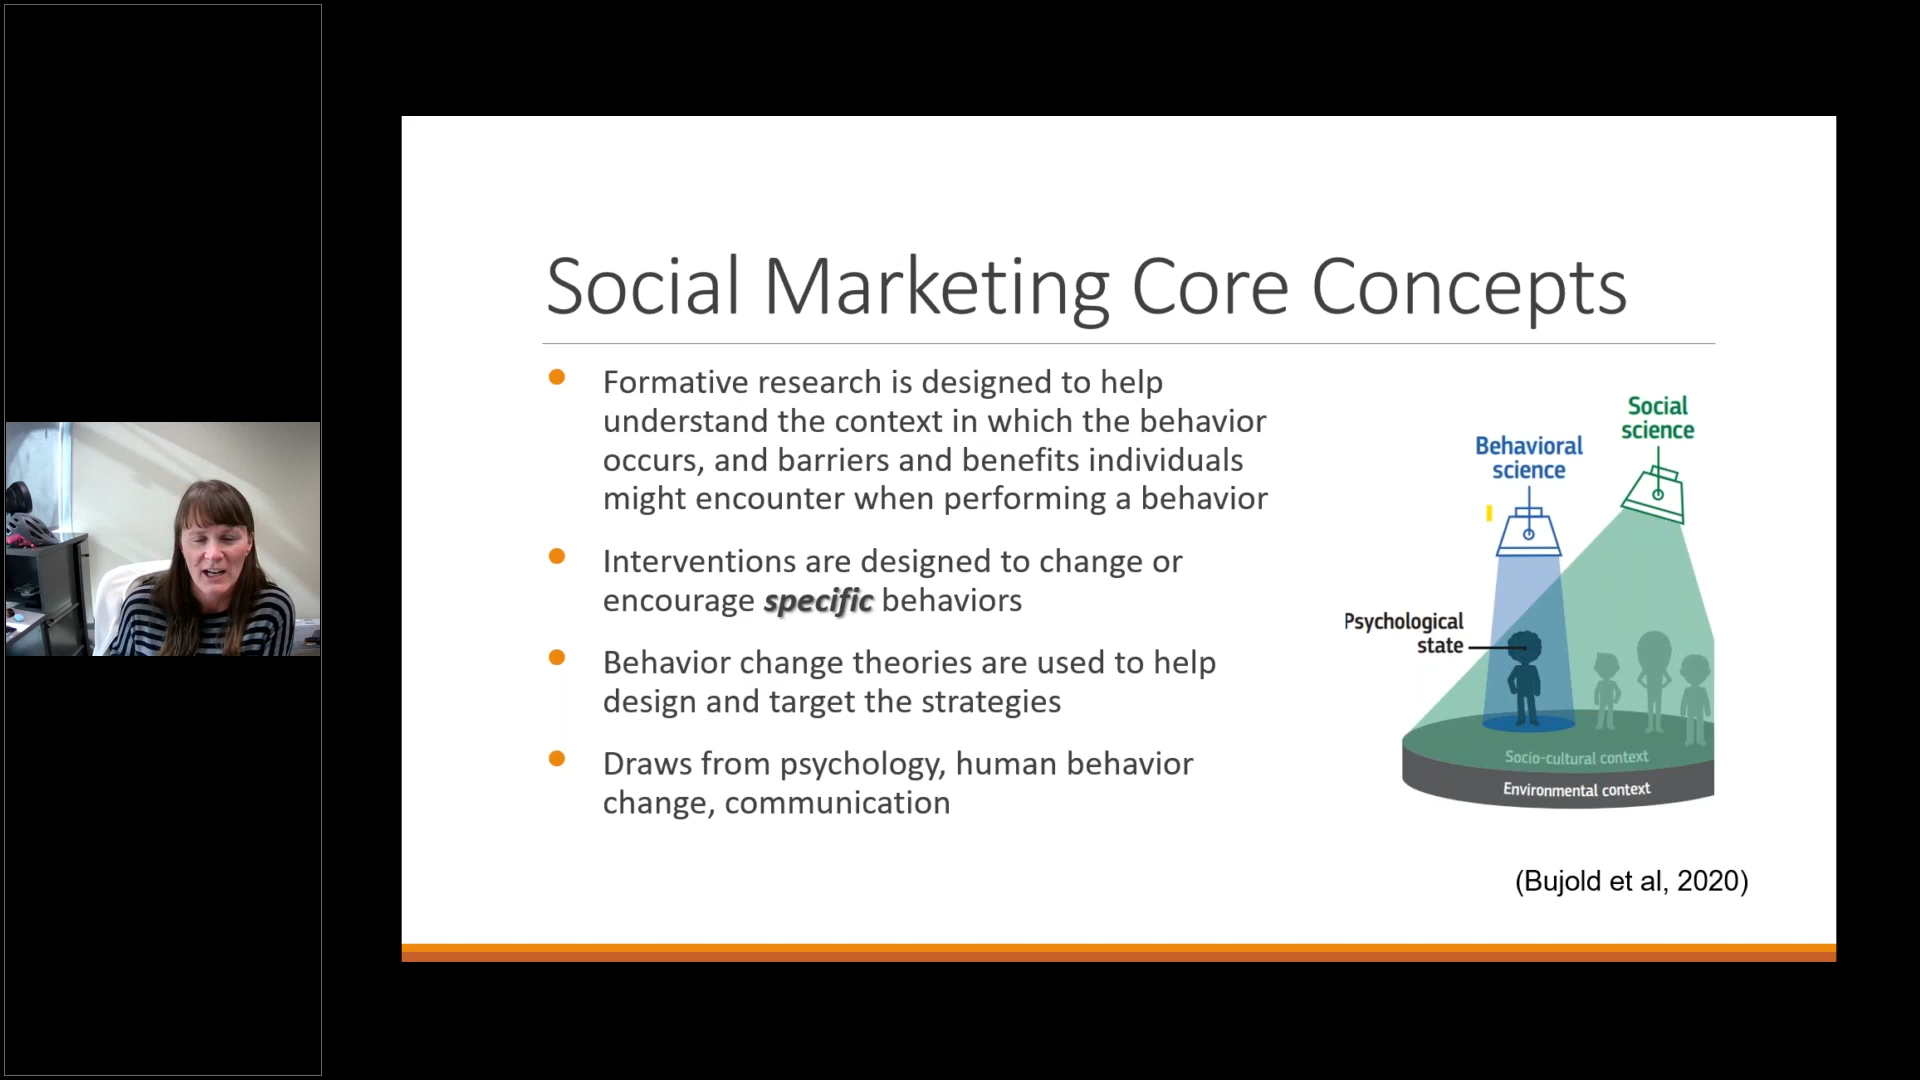 Social Marketing Core Concepts
Formative research is designed to help
understand the context in which the behavior
occurs, and barriers and benefits individuals
might encounter when performing a behavior
Interventions are designed to change or
encourage specific behaviors
Behavior change theories are used to help
design and target the strategies
Draws from psychology, human behavior
change, communication
Social
science
Behavioral
science
Psychological
state
Socio-cultural context
Environmental context
(Bujold et al, 2020)